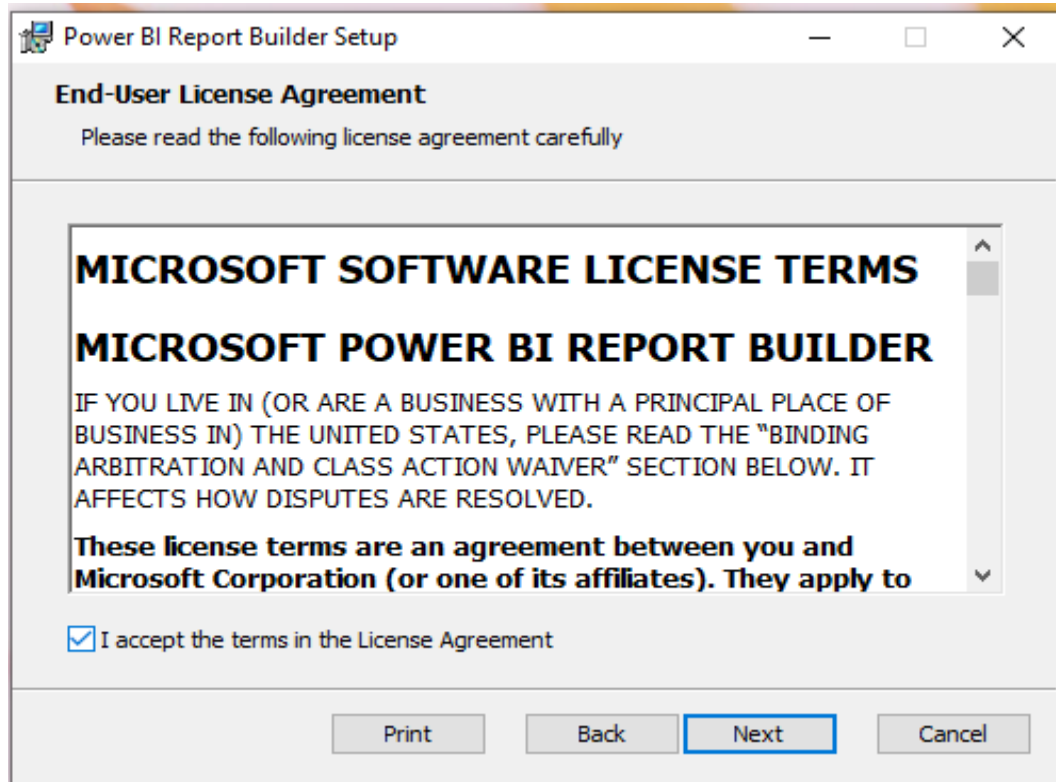 Power BI Report Builder Setup
End-User License Agreement
Please read the following license agreement carefully
MICROSOFT SOFTWARE LICENSE TERMS
MICROSOFT POWER BI REPORT BUILDER
IF YOU LIVE IN (OR ARE A BUSINESS WITH A PRINCIPAL PLACE OF
BUSINESS IN) THE UNITED STATES, PLEASE READ THE “BINDING
ARBITRATION AND CLASS ACTION WAIVER” SECTION BELOW. IT
AFFECTS HOW DISPUTES ARE RESOLVED.
These license terms are an agreement between you and
Microsoft Corporation (or one of its affiliates). They apply to
I accept the terms in the License Agreement
Print Back Next Cancel